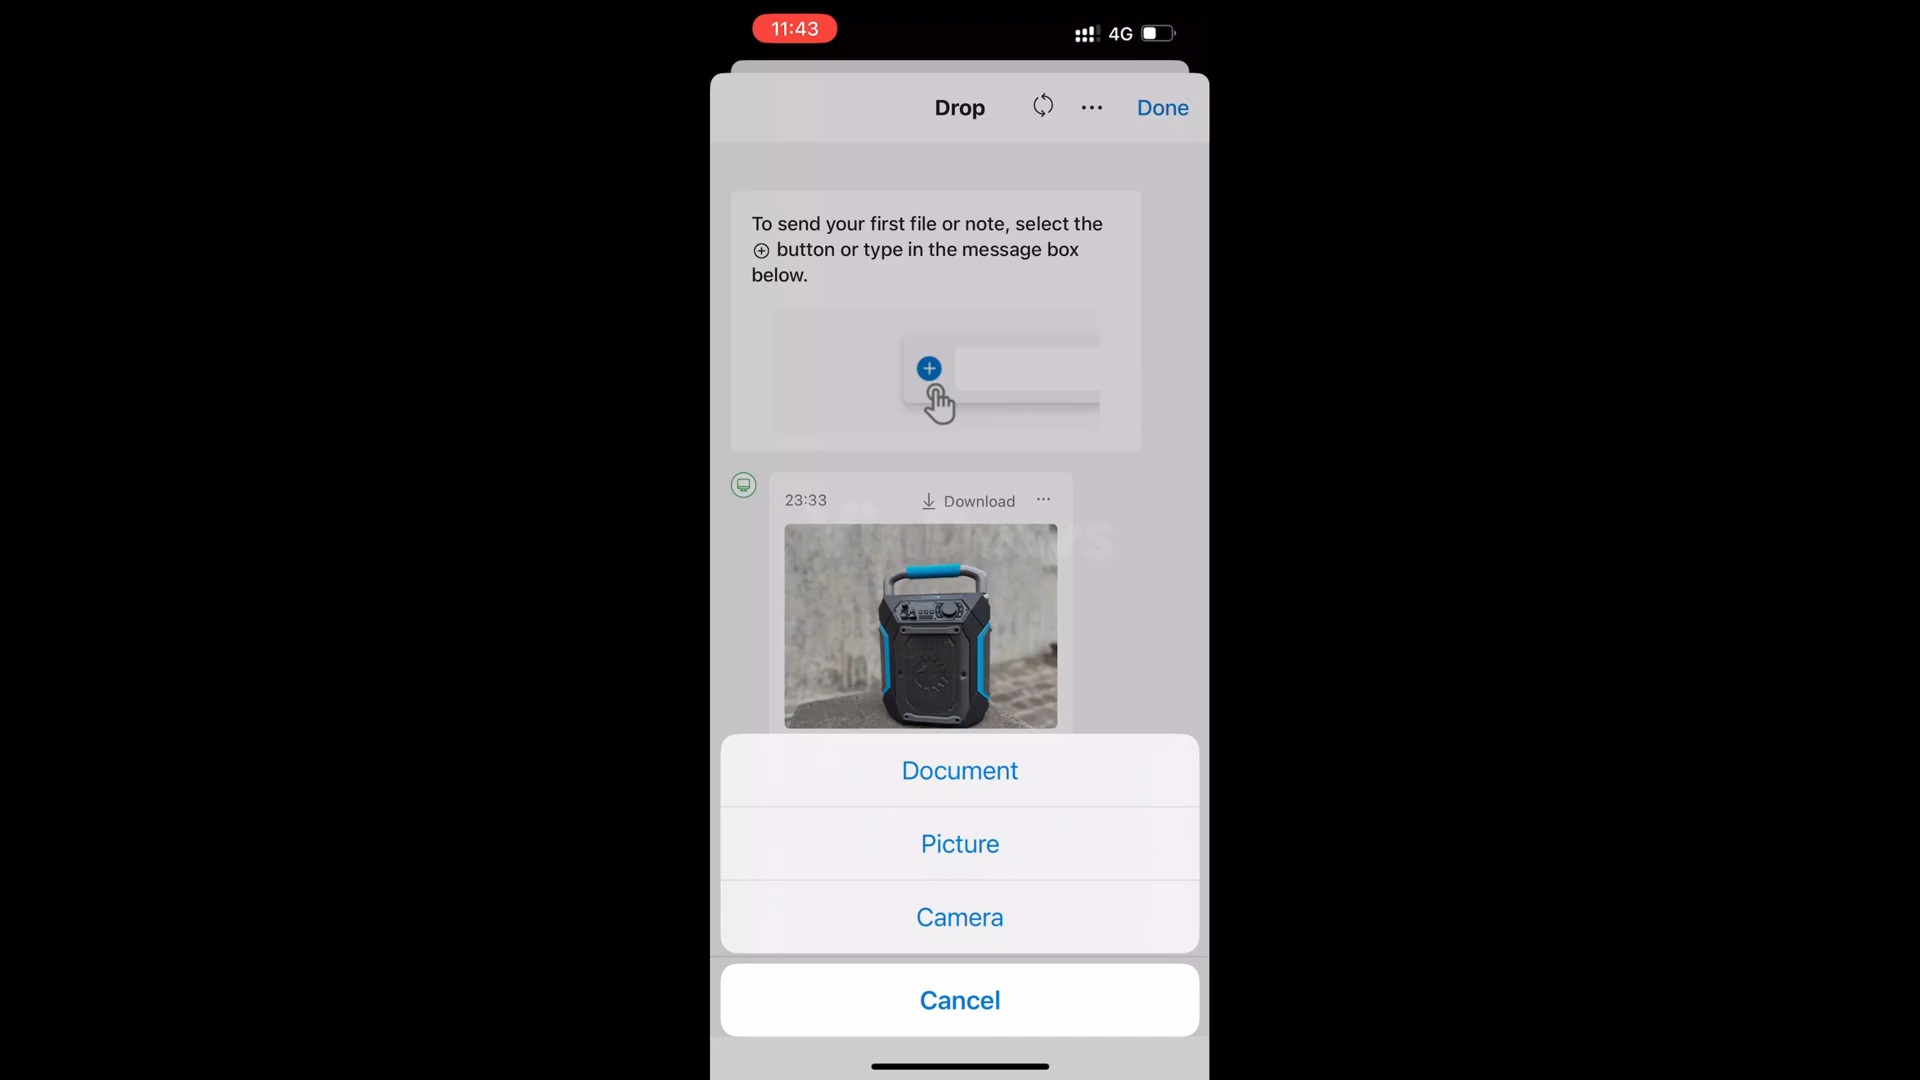 11:43
4G
Drop
Done
To send your first file or note, select the
⊕ button or type in the message box
below.
23:33
Download
Document
Picture
Camera
Cancel